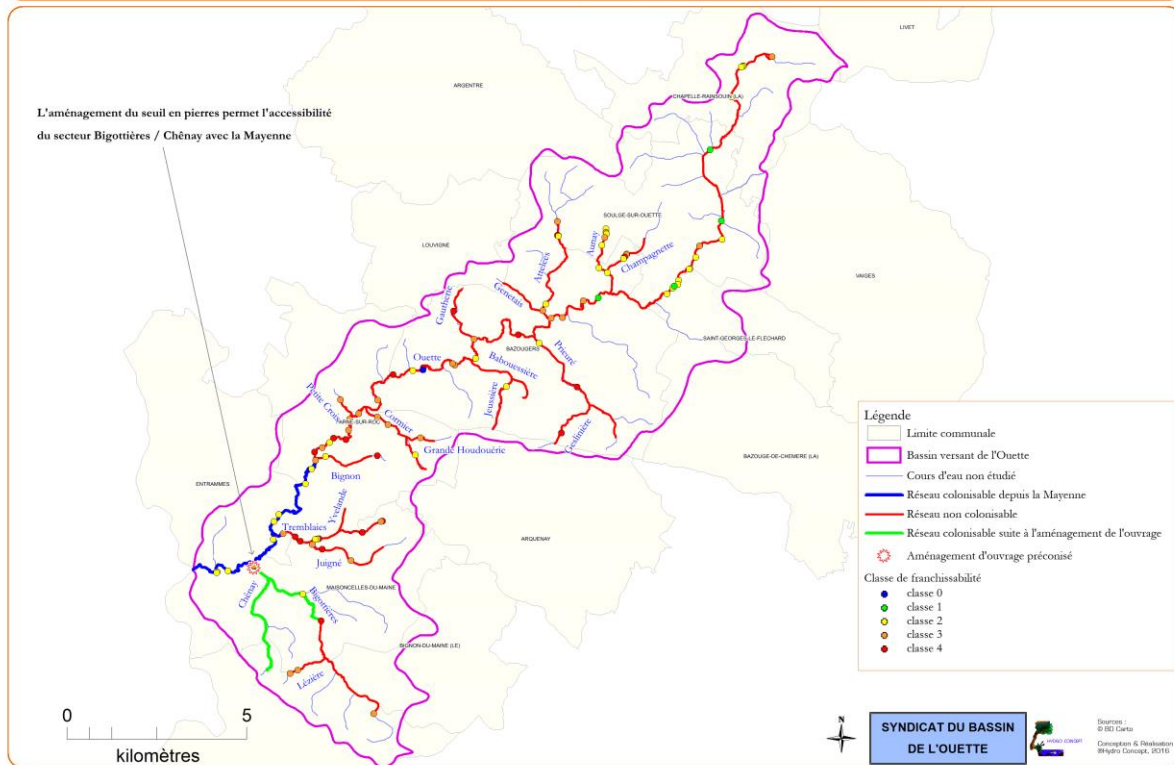 LIVET
ARGENTRE
CHAPELLE-RAINSOUIN (LA)
L'aménagement du seuil en pierres permet l'accessibilité
du secteur Bigottières / Chênay avec la Mayenne
SOULGE-SUR-OUETTE
LOUVIGNE
Attelées
Aunay
Champagnette
VAIGES
Genetais
Gautherie
SAINT-GEORGES-LE-FLECHARD
BAZOUGERS
Prieuré
Ouette
Babouessière
Jeussière
Geslinière
Petite Croix
PARNE-SUR-ROC
Cormier
Grande Houdouérie
BAZOUGE-DE-CHEMERE (LA)
ENTRAMMES
Bignon
Yvelande
Tremblaies
ARQUENAY
Juigné
Chênay
MAISONCELLES-DU-MAINE
Bigottières
BIGNON-DU-MAINE (LE)
Lézière
Légende
Limite communale
Bassin versant de l'Ouette
Cours d'eau non étudié
Réseau colonisable depuis la Mayenne
Réseau non colonisable
Réseau colonisable suite à l'aménagement de l'ouvrage
Aménagement d'ouvrage préconisé
Classe de franchissabilité
classe 0
classe 1
classe 2
classe 3
classe 4
0 5
kilomètres
N
SYNDICAT DU BASSIN
DE L'OUETTE
HYDRO CONCEPT
Sources :
© BD Carto
Conception & Réalisation
©Hydro Concept, 2016